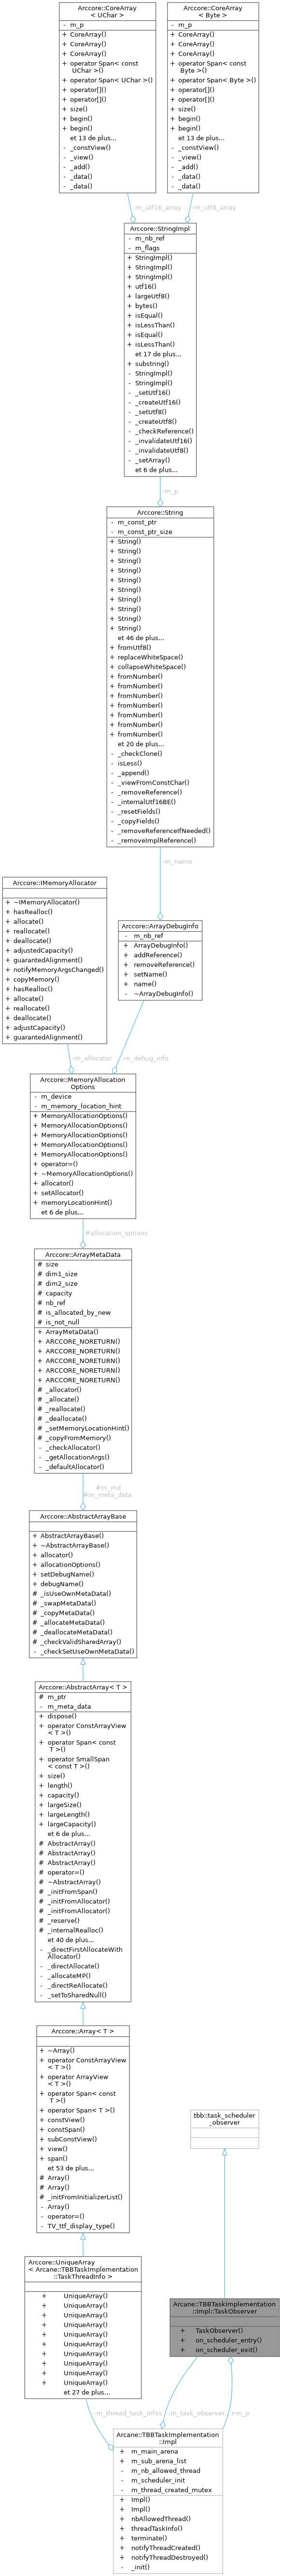 Arccore::CoreArray
< UChar >
- m_p
+ CoreArray()
+ CoreArray()
+ CoreArray()
+ operator Span< const
UChar >()
+ operator Span< UChar >()
+ operator[]()
+ operator[]()
+ size()
+ begin()
+ begin()
et 13 de plus...
- _constView()
- _view()
- _add()
- _data()
- _data()
Arccore::CoreArray
< Byte >
- m_p
+ CoreArray()
+ CoreArray()
+ CoreArray()
+ operator Span< const
Byte >()
+ operator Span< Byte >()
+ operator[]()
+ operator[]()
+ size()
+ begin()
+ begin()
et 13 de plus...
- _constView()
- _view()
- _add()
- _data()
- _data()
-m_utf16_array
-m_utf8_array
Arccore::StringImpl
- m_nb_ref
- m_flags
+ StringImpl()
+ StringImpl()
+ StringImpl()
+ utf16()
+ largeUtf8()
+ bytes()
+ isEqual()
+ isLessThan()
+ isEqual()
+ isLessThan()
et 17 de plus...
+ substring()
- StringImpl()
- StringImpl()
- _setUtf16()
- _createUtf16()
- _setUtf8()
- _createUtf8()
- _checkReference()
- _invalidateUtf16()
- _invalidateUtf8()
- _setArray()
et 6 de plus...
-m_p
Arccore::String
- m_const_ptr
- m_const_ptr_size
+ String()
+ String()
+ String()
+ String()
+ String()
+ String()
+ String()
+ String()
+ String()
+ String()
et 46 de plus...
+ fromUtf8()
+ replaceWhiteSpace()
+ collapseWhiteSpace()
+ fromNumber()
+ fromNumber()
+ fromNumber()
+ fromNumber()
+ fromNumber()
+ fromNumber()
+ fromNumber()
et 20 de plus...
- _checkClone()
- isLess()
- _append()
- _viewFromConstChar()
- _removeReference()
- _internalUtf16BE()
- _resetFields()
- _copyFields()
- _removeReferenceIfNeeded()
- _removeImplReference()
-m_name
Arccore::IMemoryAllocator
+ ~IMemoryAllocator()
+ hasRealloc()
+ allocate()
+ reallocate()
+ deallocate()
+ adjustedCapacity()
+ guarantedAlignment()
+ notifyMemoryArgsChanged()
+ copyMemory()
+ hasRealloc()
+ allocate()
+ reallocate()
+ deallocate()
+ adjustCapacity()
+ guarantedAlignment()
Arccore::ArrayDebugInfo
- m_nb_ref
+ ArrayDebugInfo()
+ addReference()
+ removeReference()
+ setName()
+ name()
- ~ArrayDebugInfo()
-m_allocator
-m_debug_info
Arccore::MemoryAllocation
Options
- m_device
- m_memory_location_hint
+ MemoryAllocationOptions()
+ MemoryAllocationOptions()
+ MemoryAllocationOptions()
+ MemoryAllocationOptions()
+ MemoryAllocationOptions()
+ operator=()
+ ~MemoryAllocationOptions()
+ allocator()
+ setAllocator()
+ memoryLocationHint()
et 6 de plus...
#allocation_options
Arccore::ArrayMetaData
# size
# dim1_size
# dim2_size
# capacity
# nb_ref
# is_allocated_by_new
# is_not_null
+ ArrayMetaData()
+ ARCCORE_NORETURN()
+ ARCCORE_NORETURN()
+ ARCCORE_NORETURN()
+ ARCCORE_NORETURN()
+ ARCCORE_NORETURN()
# _allocator()
# _allocate()
# _reallocate()
# _deallocate()
# _setMemoryLocationHint()
# _copyFromMemory()
- _checkAllocator()
- _getAllocationArgs()
- _defaultAllocator()
#m_md
#m_meta_data
Arccore::AbstractArrayBase
+ AbstractArrayBase()
+ ~AbstractArrayBase()
+ allocator()
+ allocationOptions()
+ setDebugName()
+ debugName()
# _isUseOwnMetaData()
# _swapMetaData()
# _copyMetaData()
# _allocateMetaData()
# _deallocateMetaData()
# _checkValidSharedArray()
- _checkSetUseOwnMetaData()
Arccore::AbstractArray< T >
# m_ptr
- m_meta_data
+ dispose()
+ operator ConstArrayView
< T >()
+ operator Span< const
T >()
+ operator SmallSpan
< const T >()
+ size()
+ length()
+ capacity()
+ largeSize()
+ largeLength()
+ largeCapacity()
et 6 de plus...
# AbstractArray()
# AbstractArray()
# AbstractArray()
# operator=()
# ~AbstractArray()
# _initFromSpan()
# _initFromAllocator()
# _initFromAllocator()
# _reserve()
# _internalRealloc()
et 40 de plus...
- _directFirstAllocateWith
Allocator()
- _directAllocate()
- _allocateMP()
- _directReAllocate()
- _setToSharedNull()
Arccore::Array< T >
+ ~Array()
+ operator ConstArrayView
< T >()
+ operator ArrayView
< T >()
+ operator Span< const
T >()
+ operator Span< T >()
+ constView()
+ constSpan()
+ subConstView()
+ view()
+ span()
et 53 de plus...
# Array()
# Array()
# _initFromInitializerList()
- Array()
- operator=()
- TV_ttf_display_type()
tbb::task_scheduler
_observer
Arccore::UniqueArray
< Arcane::TBBTaskImplementation
::TaskThreadInfo >
+ UniqueArray()
+ UniqueArray()
+ UniqueArray()
+ UniqueArray()
+ UniqueArray()
+ UniqueArray()
+ UniqueArray()
+ UniqueArray()
+ UniqueArray()
+ UniqueArray()
et 27 de plus...
Arcane::TBBTaskImplementation
::Impl::TaskObserver
+ TaskObserver()
+ on_scheduler_entry()
+ on_scheduler_exit()
-m_thread_task_infos
-m_task_observer
+m_p
Arcane::TBBTaskImplementation
::Impl
+ m_main_arena
+ m_sub_arena_list
- m_nb_allowed_thread
- m_scheduler_init
- m_thread_created_mutex
+ Impl()
+ Impl()
+ nbAllowedThread()
+ threadTaskInfo()
+ terminate()
+ notifyThreadCreated()
+ notifyThreadDestroyed()
- _init()